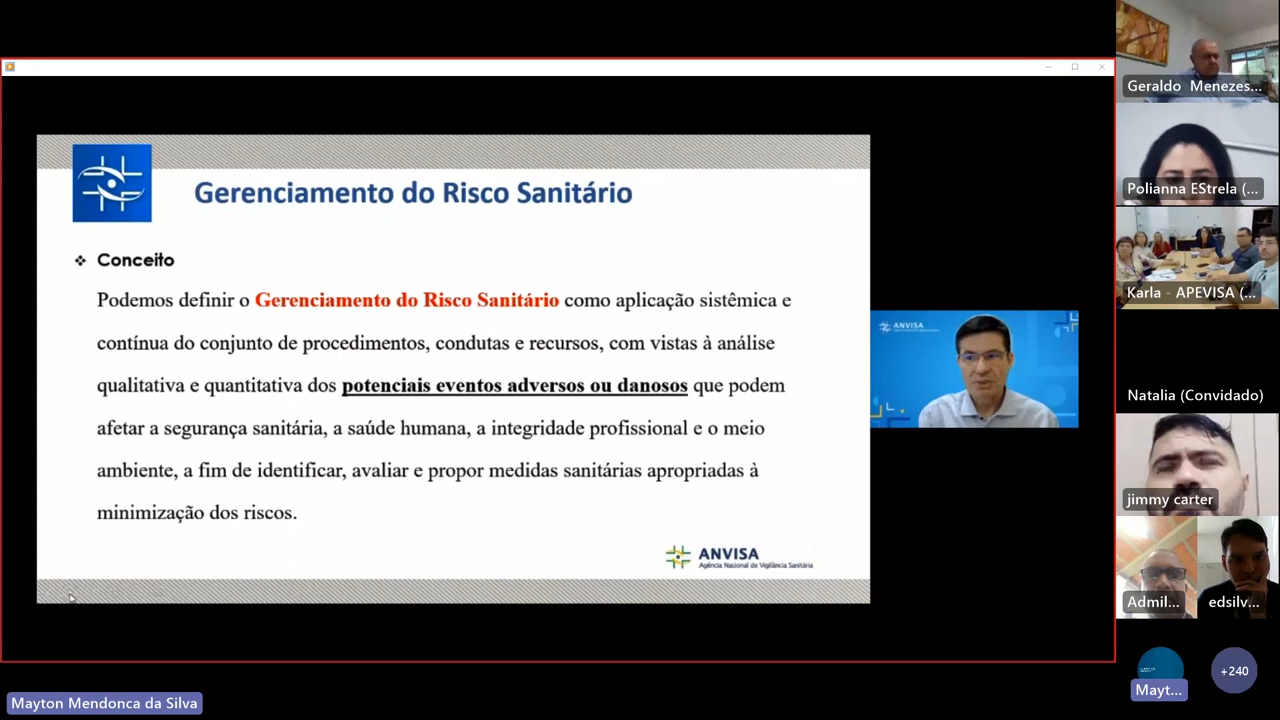 Gerenciamento do Risco Sanitário
Conceito
Podemos definir o Gerenciamento do Risco Sanitário como aplicação sistêmica e
contínua do conjunto de procedimentos, condutas e recursos, com vistas à análise
qualitativa e quantitativa dos potenciais eventos adversos ou danosos que podem
afetar a segurança sanitária, a saúde humana, a integridade profissional e o meio
ambiente, a fim de identificar, avaliar e propor medidas sanitárias apropriadas à
minimização dos riscos.
ANVISA
Agência Nacional de Vigilância Sanitária
ANVISA
Geraldo Menezes...
Polianna EStrela (...
Karla - APEVISA (...
Natalia (Convidado)
jimmy carter
Admil...
edsilv...
Mayt...
+240
Mayton Mendonca da Silva